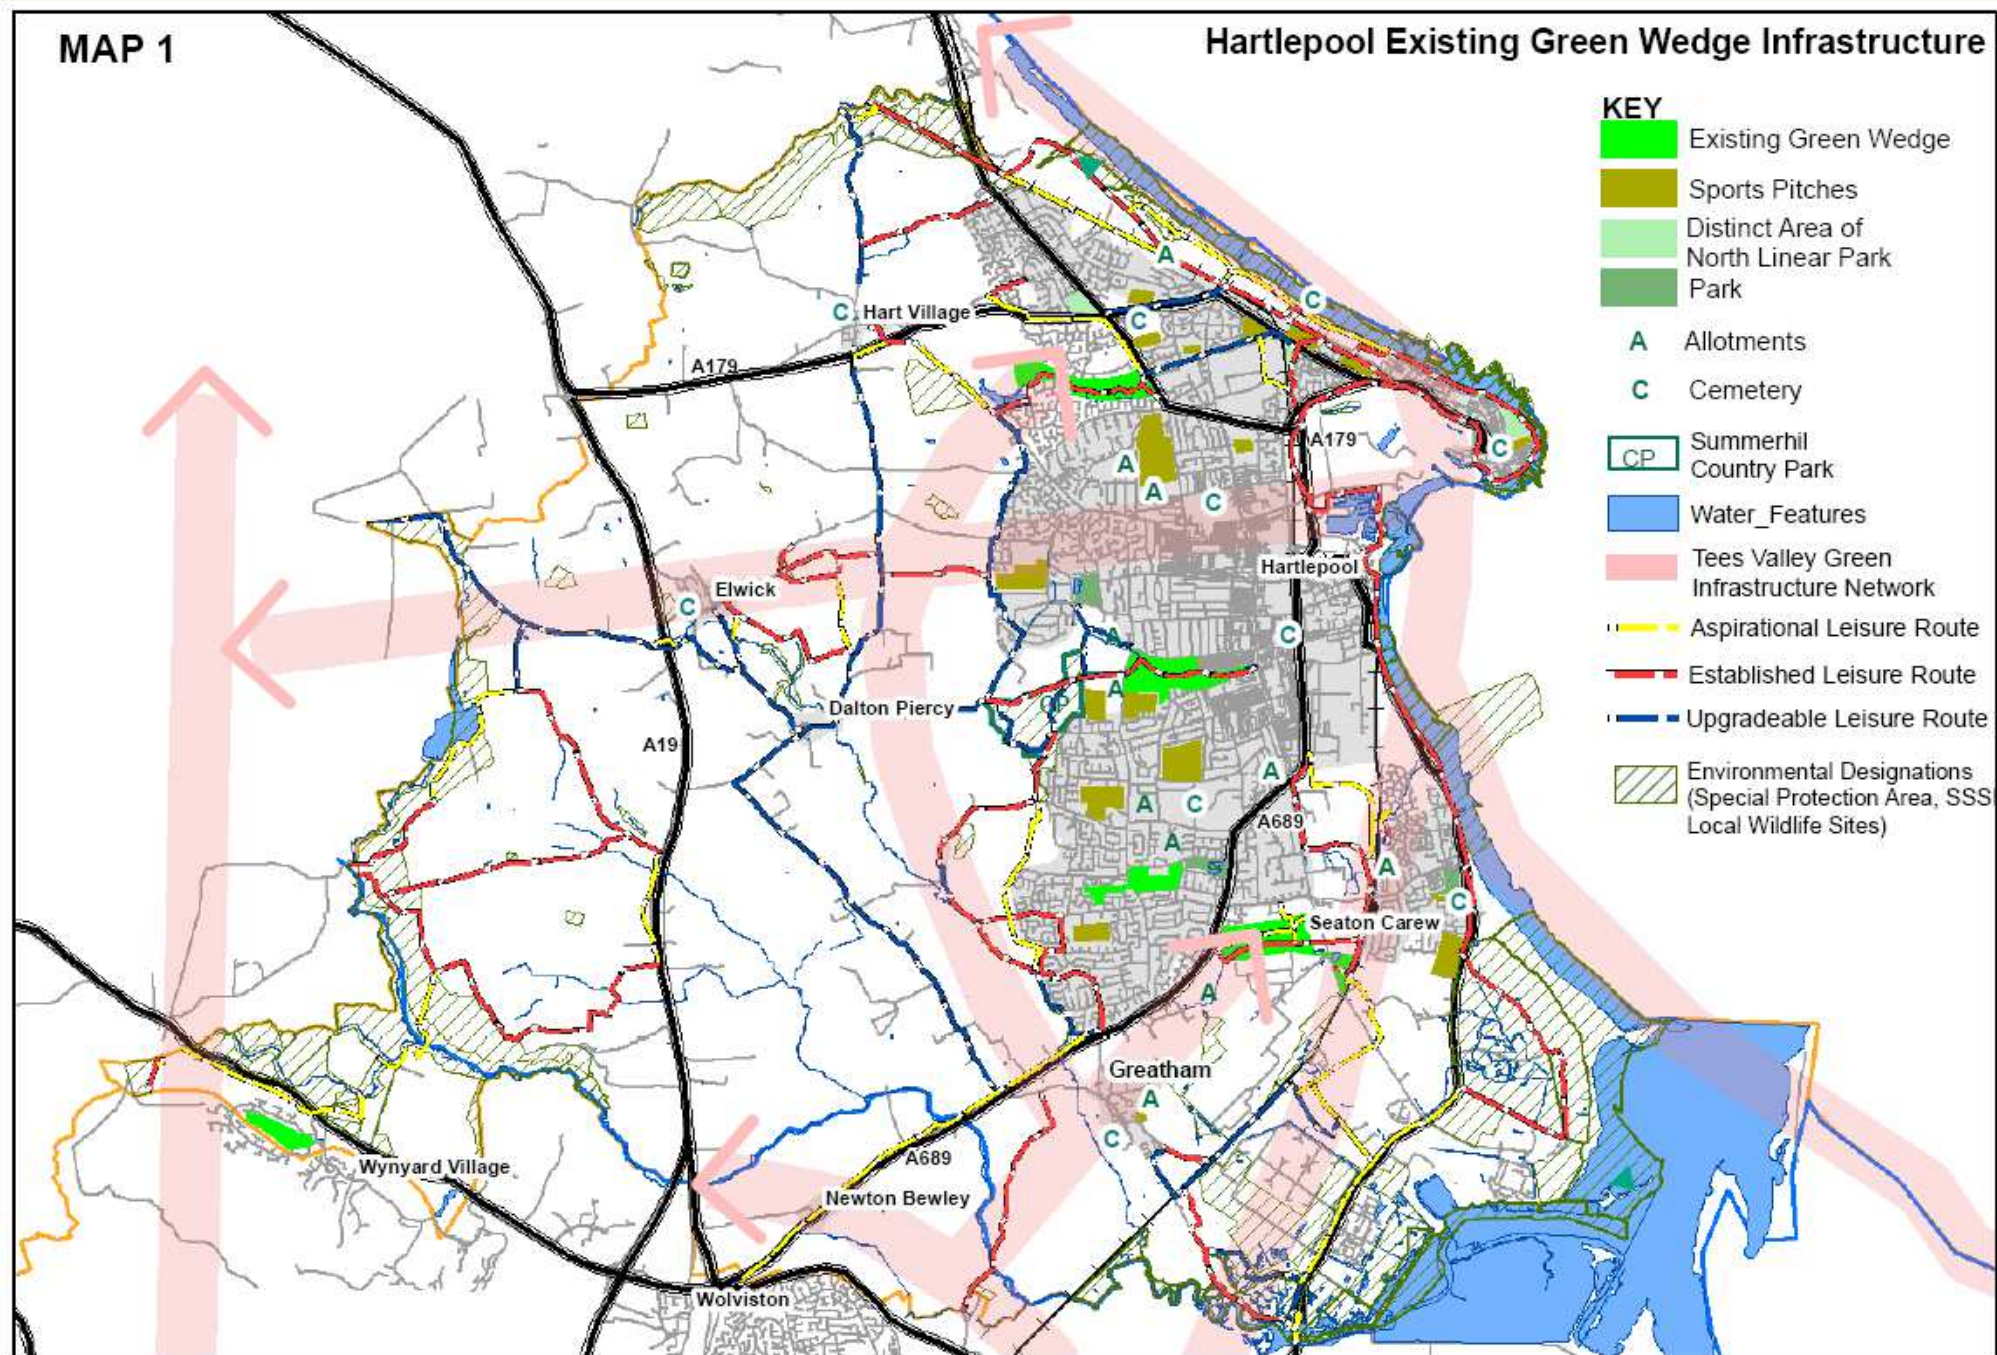 MAP 1
Hartlepool Existing Green Wedge Infrastructure
KEY
Existing Green Wedge
Sports Pitches
Distinct Area of
North Linear Park
Park
A Allotments
C Cemetery
CP Summerhil
Country Park
Water_Features
Tees Valley Green
Infrastructure Network
Aspirational Leisure Route
Established Leisure Route
Upgradeable Leisure Route
Environmental Designations
(Special Protection Area, SSSI
Local Wildlife Sites)
A
C
C
Hart Village
C
A179
A179
C
A
A
C
Hartlepool
Elwick
C
A
C
A
CP
Dalton Piercy
A19
A
A
C
A689
A
A
C
Seaton Carew
A
Greatham
A
C
A689
Wynyard Village
Newton Bewley
Wolviston